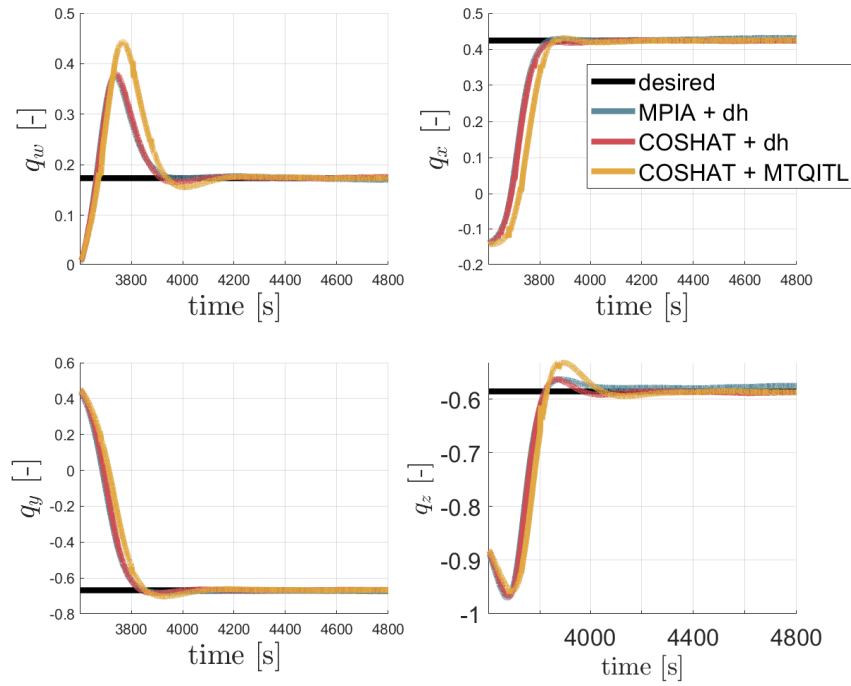 0.5
0.4
0.3
0.2
0.1
0
q_w [-]
3800 4000 4200 4400 4600 4800
time [s]
0.5
0.4
0.3
0.2
0.1
0
-0.1
-0.2
q_x [-]
desired
MPIA + dh
COSHAT + dh
COSHAT + MTQITL
3800 4000 4200 4400 4600 4800
time [s]
0.6
0.4
0.2
0
-0.2
-0.4
-0.6
-0.8
q_y [-]
3800 4000 4200 4400 4600 4800
time [s]
-0.6
-0.7
-0.8
-0.9
-1
q_z [-]
4000 4400 4800
time [s]